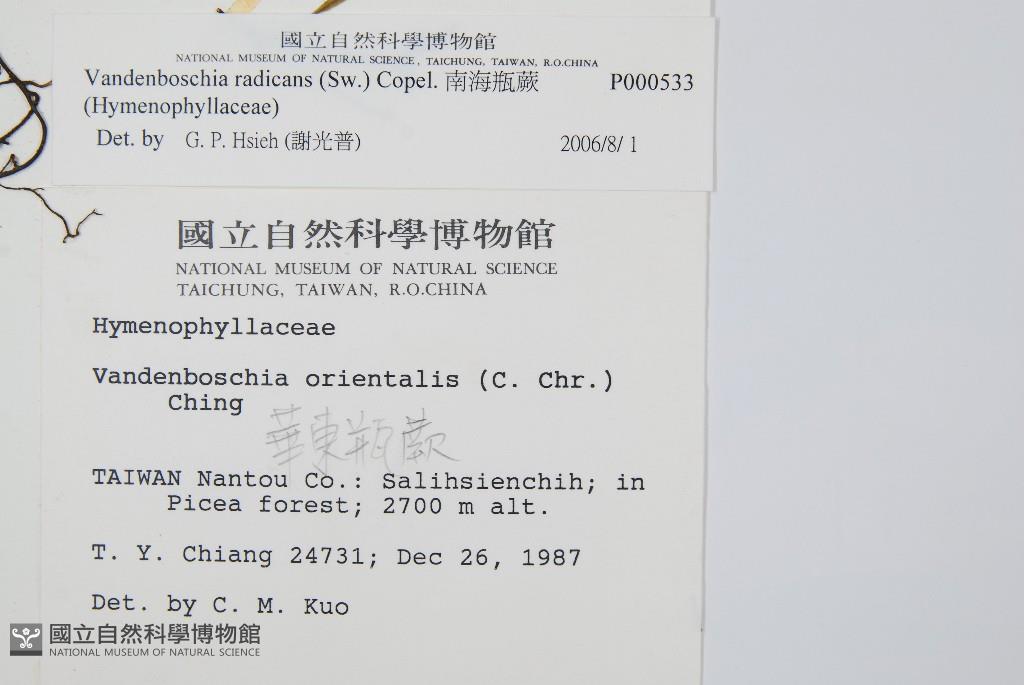 國立自然科學博物館
NATIONAL MUSEUM OF NATURAL SCIENCE, TAICHUNG, TAIWAN, R.O.CHINA
Vandenboschia radicans (Sw.) Copel. 南海瓶蕨 P000533
(Hymenophyllaceae)
Det. by G. P. Hsieh (謝光普) 2006/8/ 1
國立自然科學博物館
NATIONAL MUSEUM OF NATURAL SCIENCE
TAICHUNG, TAIWAN, R.O.CHINA
Hymenophyllaceae
Vandenboschia orientalis (C. Chr.)
Ching
華東瓶蕨
TAIWAN Nantou Co.: Salihsienchih; in
Picea forest; 2700 m alt.
T. Y. Chiang 24731; Dec 26, 1987
Det. by C. M. Kuo
國立自然科學博物館
NATIONAL MUSEUM OF NATURAL SCIENCE